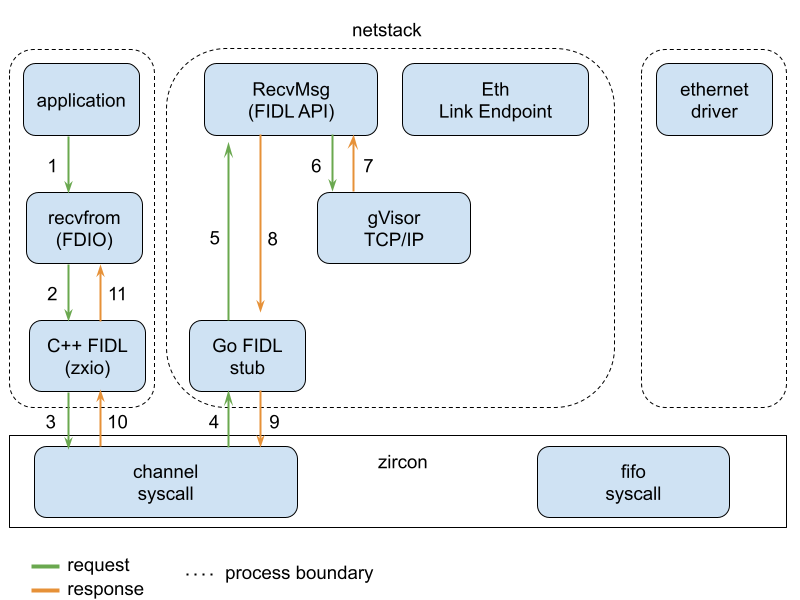 netstack
application
RecvMsg
(FIDL API)
Eth
Link Endpoint
ethernet
driver
1
6
7
recvfrom
(FDIO)
gVisor
TCP/IP
5
8
2
11
C++ FIDL
(zxio)
Go FIDL
stub
3
10
4
9
zircon
channel
syscall
fifo
syscall
request
response
process boundary